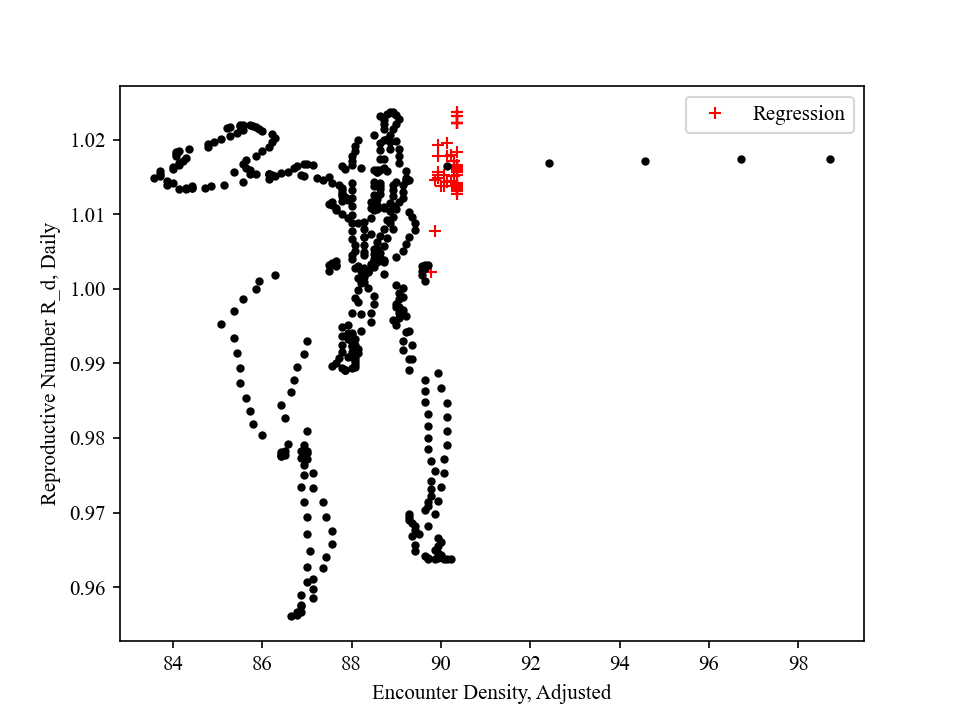 Regression
1.02
1.01
1.00
0.99
0.98
0.97
0.96
Reproductive Number R_d, Daily
84 86 88 90 92 94 96 98
Encounter Density, Adjusted